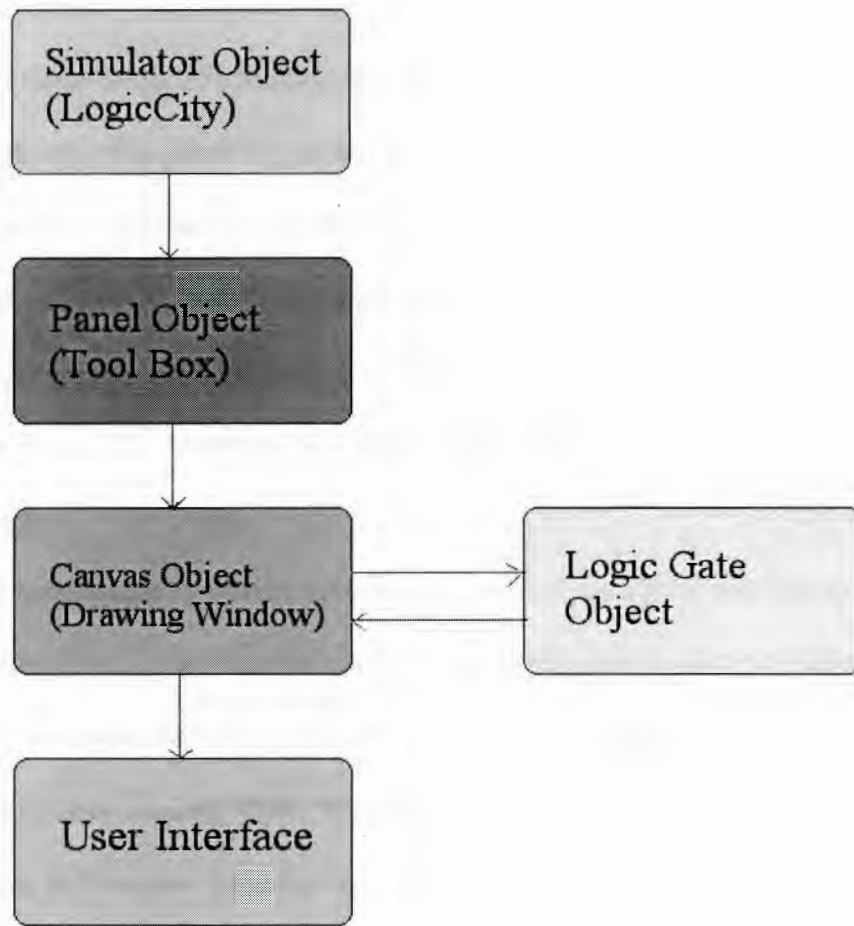 Simulator Object
(LogicCity)
Panel Object
(Tool Box)
Canvas Object
(Drawing Window)
Logic Gate
Object
User Interface